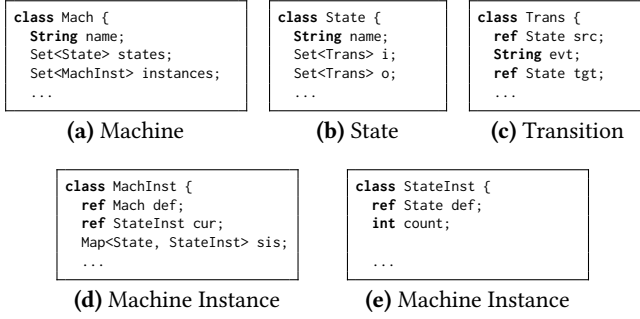 class Mach {
String name;
Set<State> states;
Set<MachInst> instances;
...
(a) Machine
class State {
String name;
Set<Trans> i;
Set<Trans> o;
...
(b) State
class Trans {
ref State src;
String evt;
ref State tgt;
...
(c) Transition
class MachInst {
ref Mach def;
ref StateInst cur;
Map<State, StateInst> sis;
...
(d) Machine Instance
class StateInst {
ref State def;
int count;
...
(e) Machine Instance